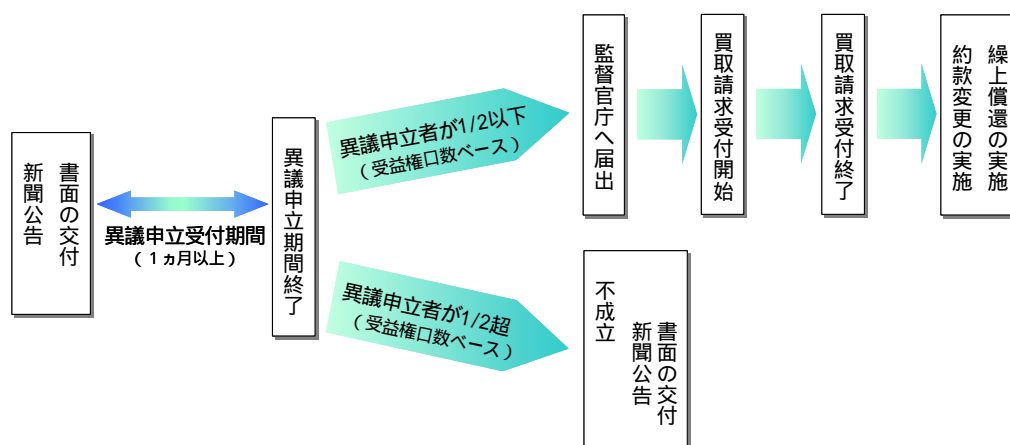 書面の交付
新聞公告
異議申立受付期間
（１ヵ月以上）
異議申立期間終了
異議申立者が1/2以下
（受益権口数ベース）
監督官庁へ届出
買取請求受付開始
買取請求受付終了
繰上償還の実施
約款変更の実施
異議申立者が1/2超
（受益権口数ベース）
不成立
書面の交付
新聞公告